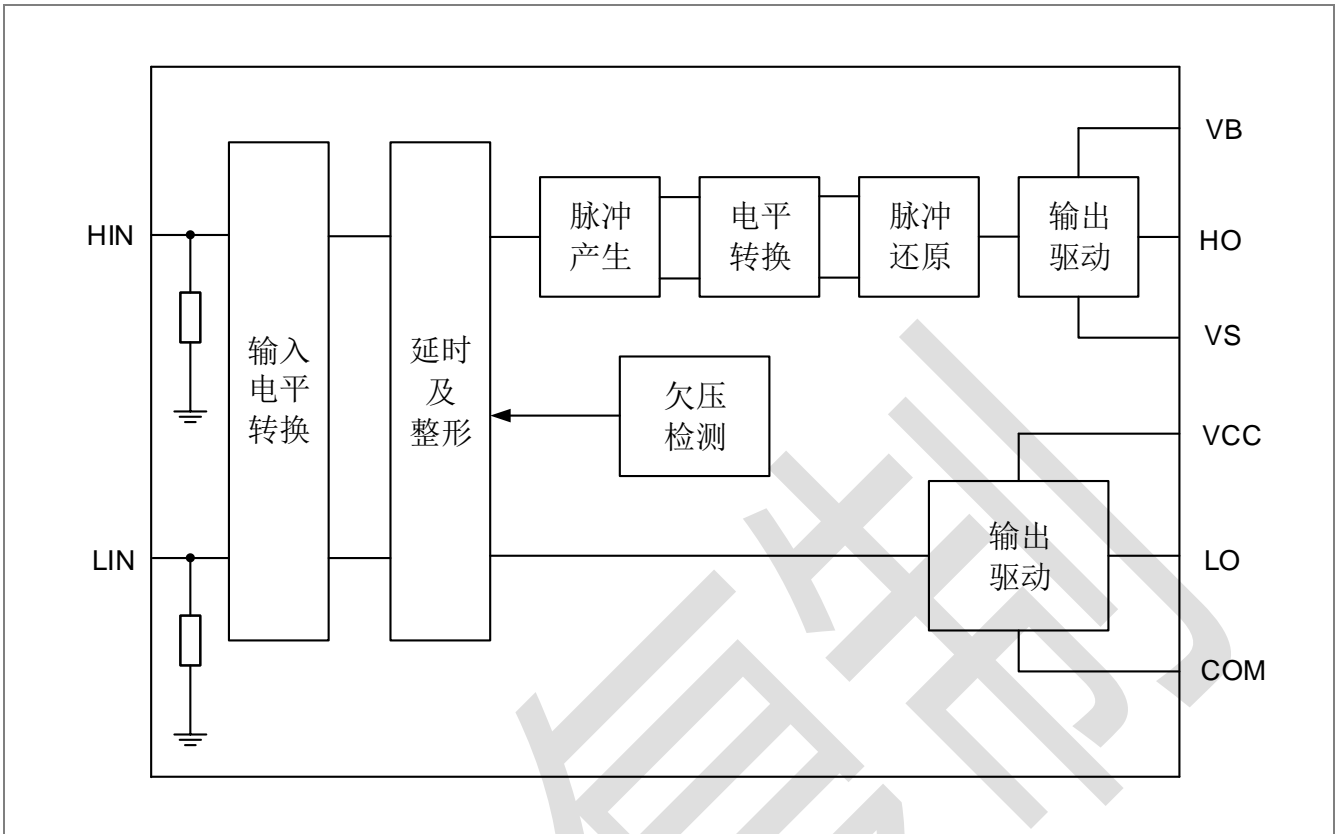 VB
HIN
脉冲
产生
电平
转换
脉冲
还原
输出
驱动
HO
VS
输入
电平
转换
延时
及
整形
欠压
检测
VCC
LIN
输出
驱动
LO
COM
制